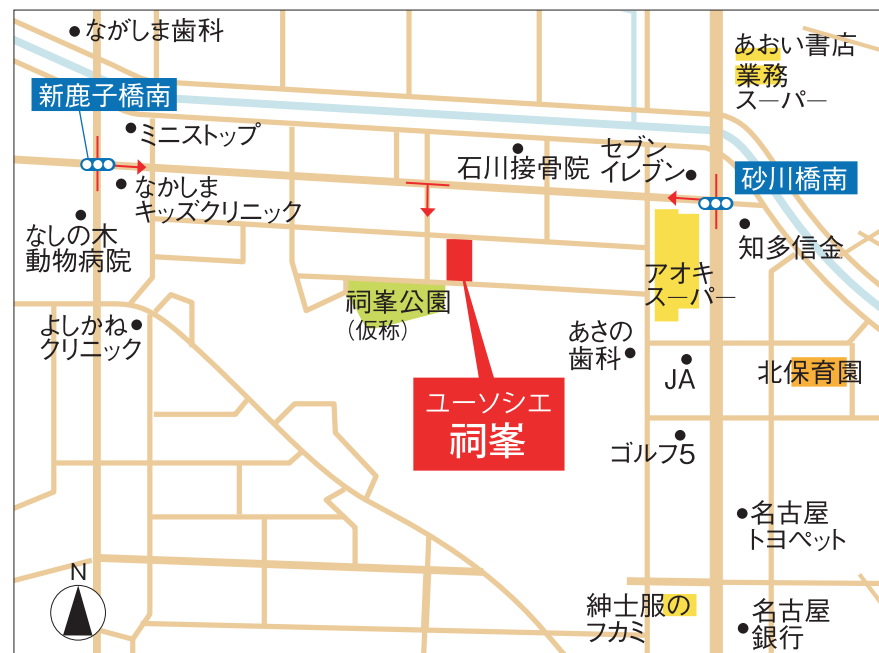 ながしま歯科
あおい書店
業務
スーパー
新鹿子橋南
ミニストップ
石川接骨院
セブン
イレブン
砂川橋南
なかしま
キッズクリニック
なしの木
動物病院
知多信金
アオキ
スーパー
祠峯公園
(仮称)
よしかね
クリニック
あさの
歯科
JA
北保育園
ユーソシエ
祠峯
ゴルフ5
名古屋
トヨペット
N
紳士服の
フカミ
名古屋
銀行